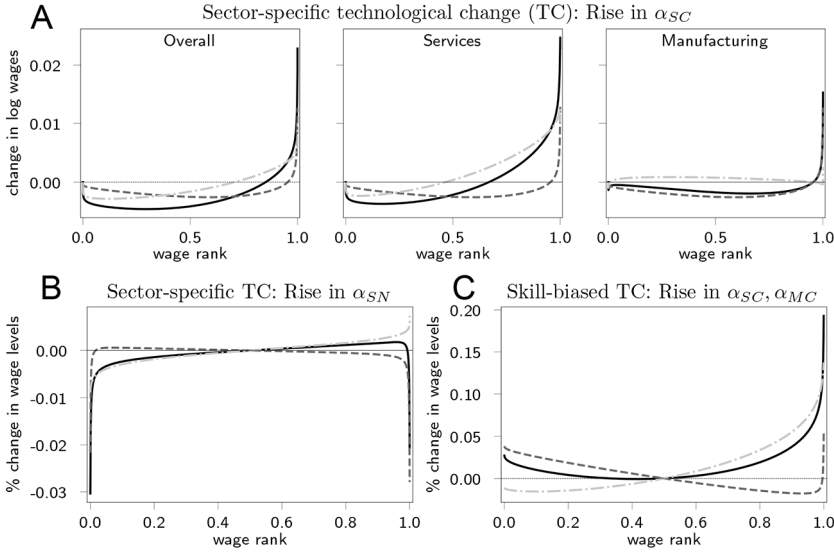 A
Sector-specific technological change (TC): Rise in α_SC
Overall
Services
Manufacturing
change in log wages
0.02
0.01
0.00
0.0 0.5 1.0
0.0 0.5 1.0
0.0 0.5 1.0
wage rank
wage rank
wage rank
B
Sector-specific TC: Rise in α_SN
% change in wage levels
0.00
-0.01
-0.02
-0.03
0.0 0.2 0.4 0.6 0.8 1.0
wage rank
C
Skill-biased TC: Rise in α_SC, α_MC
% change in wage levels
0.20
0.15
0.10
0.05
0.00
0.0 0.2 0.4 0.6 0.8 1.0
wage rank